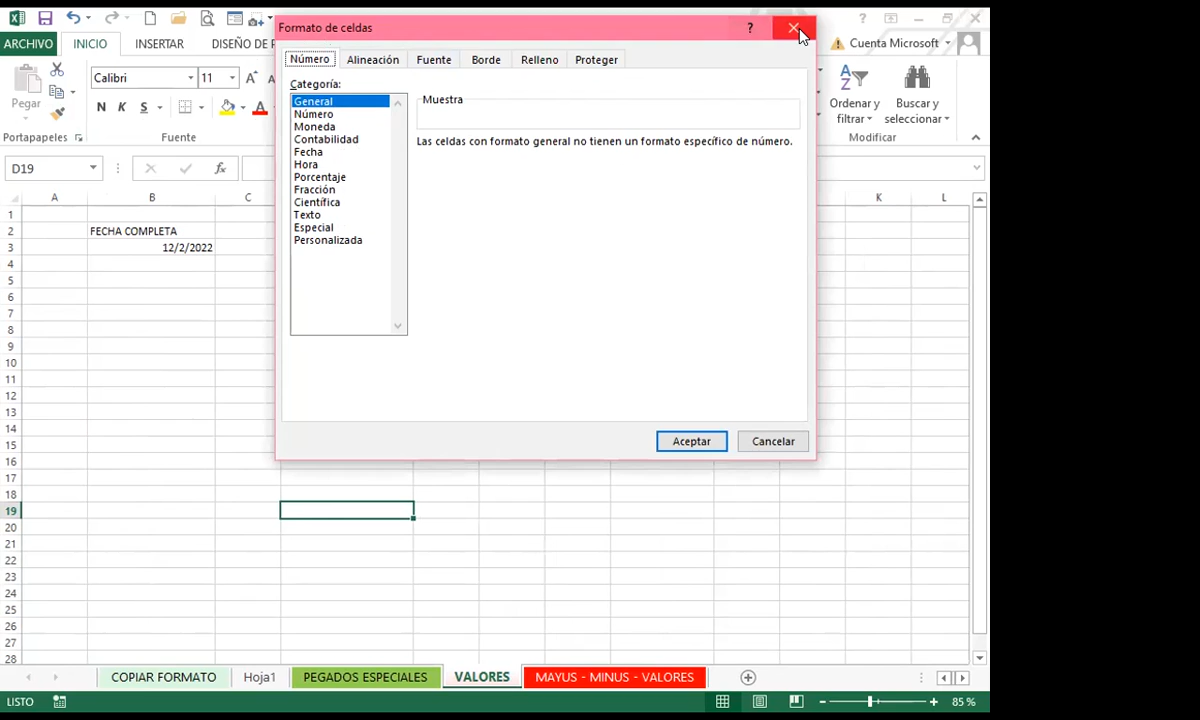 Formato de celdas
?
ARCHIVO INICIO INSERTAR DISEÑO DE P
Cuenta Microsoft
Pegar
Calibri 11
N K S
Ordenar y filtrar
Buscar y seleccionar
Portapapeles Fuente Modificar
Número Alineación Fuente Borde Relleno Proteger
Categoría:
General
Número
Moneda
Contabilidad
Fecha
Hora
Porcentaje
Fracción
Científica
Texto
Especial
Personalizada
Muestra
Las celdas con formato general no tienen un formato específico de número.
Aceptar Cancelar
D19 fx
A B C K L
1
2 FECHA COMPLETA
3 12/2/2022
4
5
6
7
8
9
10
11
12
13
14
15
16
17
18
19
20
21
22
23
24
25
26
27
28
COPIAR FORMATO Hoja1 PEGADOS ESPECIALES VALORES MAYUS - MINUS - VALORES
LISTO 85 %